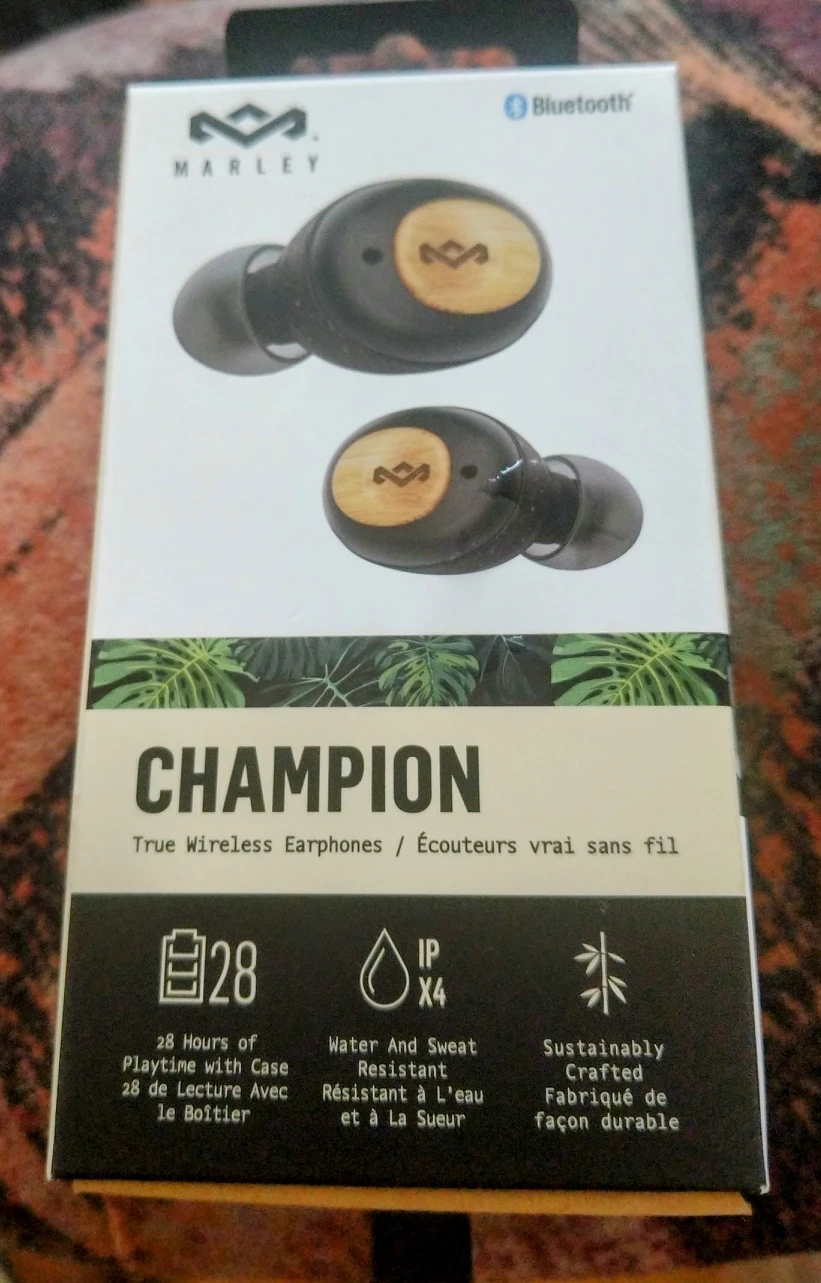 MARLEY
Bluetooth
CHAMPION
True Wireless Earphones / Écouteurs vrai sans fil
28
28 Hours of
Playtime with Case
28 de Lecture Avec
le Boîtier
IP
X4
Water And Sweat
Resistant
Résistant à L'eau
et à La Sueur
Sustainably
Crafted
Fabriqué de
façon durable